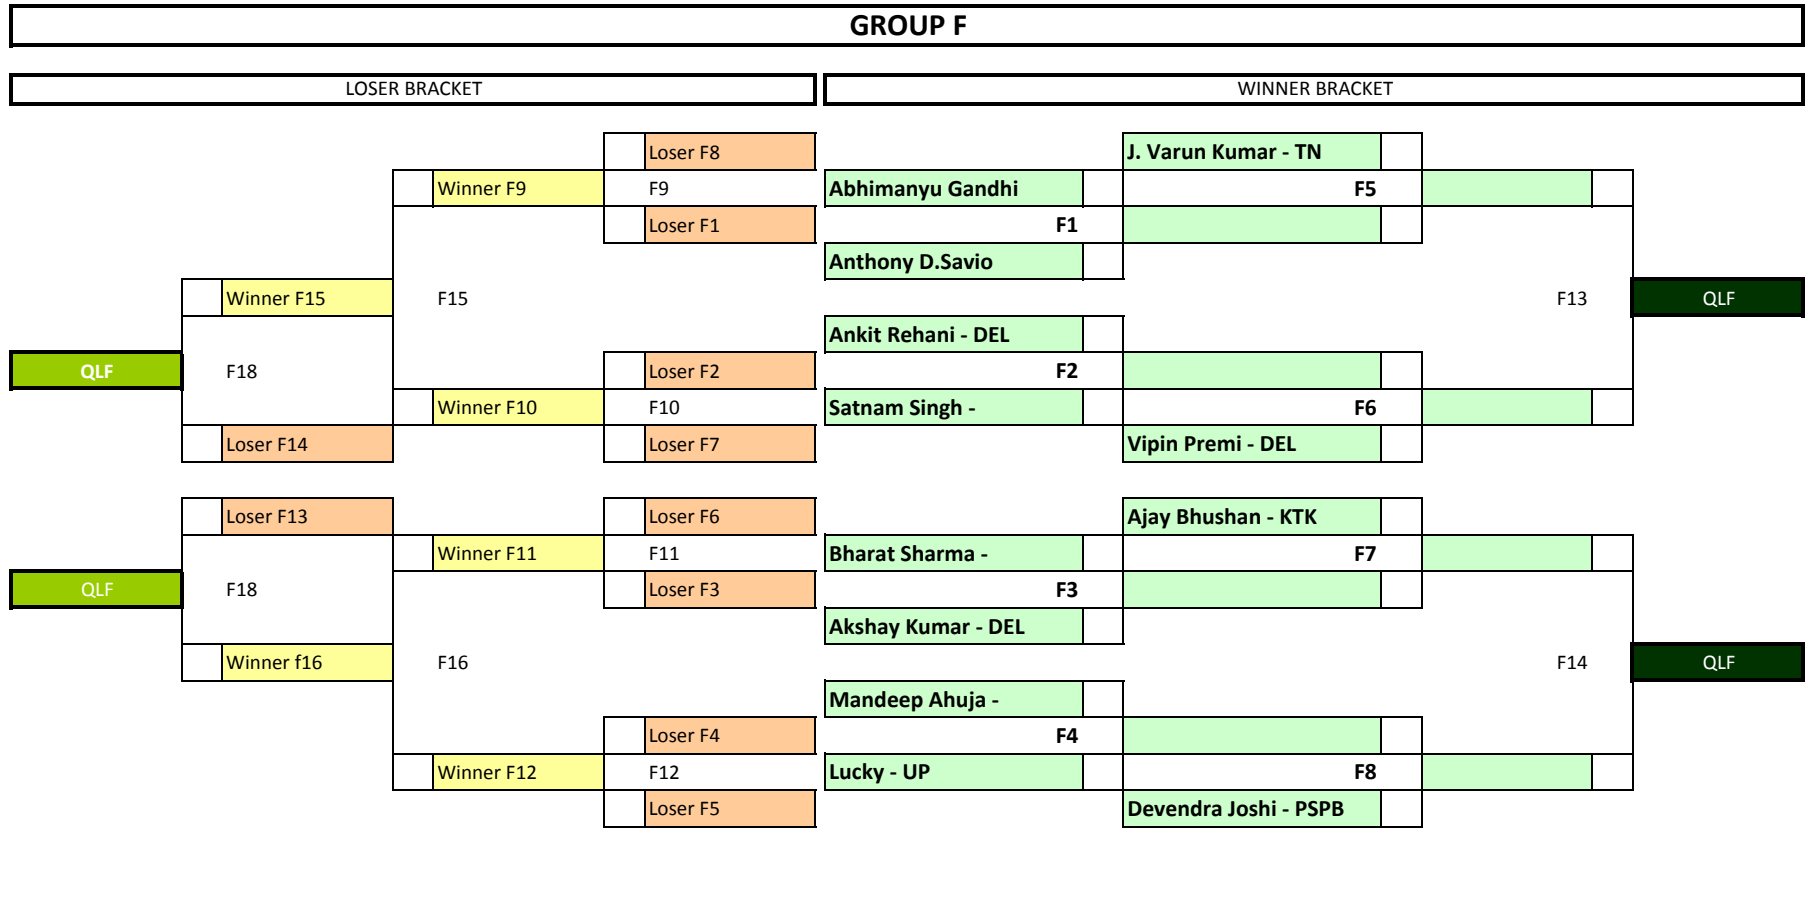 GROUP F
LOSER BRACKET WINNER BRACKET
Loser F8 J. Varun Kumar - TN
Winner F9 F9 Abhimanyu Gandhi F5
Loser F1 F1
Anthony D.Savio
Winner F15 F15 F13 QLF
Ankit Rehani - DEL
QLF F18 Loser F2 F2
Winner F10 F10 Satnam Singh - F6
Loser F14 Loser F7 Vipin Premi - DEL
Loser F13 Loser F6 Ajay Bhushan - KTK
Winner F11 F11 Bharat Sharma - F7
QLF F18 Loser F3 F3
Akshay Kumar - DEL
Winner f16 F16 F14 QLF
Mandeep Ahuja -
Loser F4 F4
Winner F12 F12 Lucky - UP F8
Loser F5 Devendra Joshi - PSPB